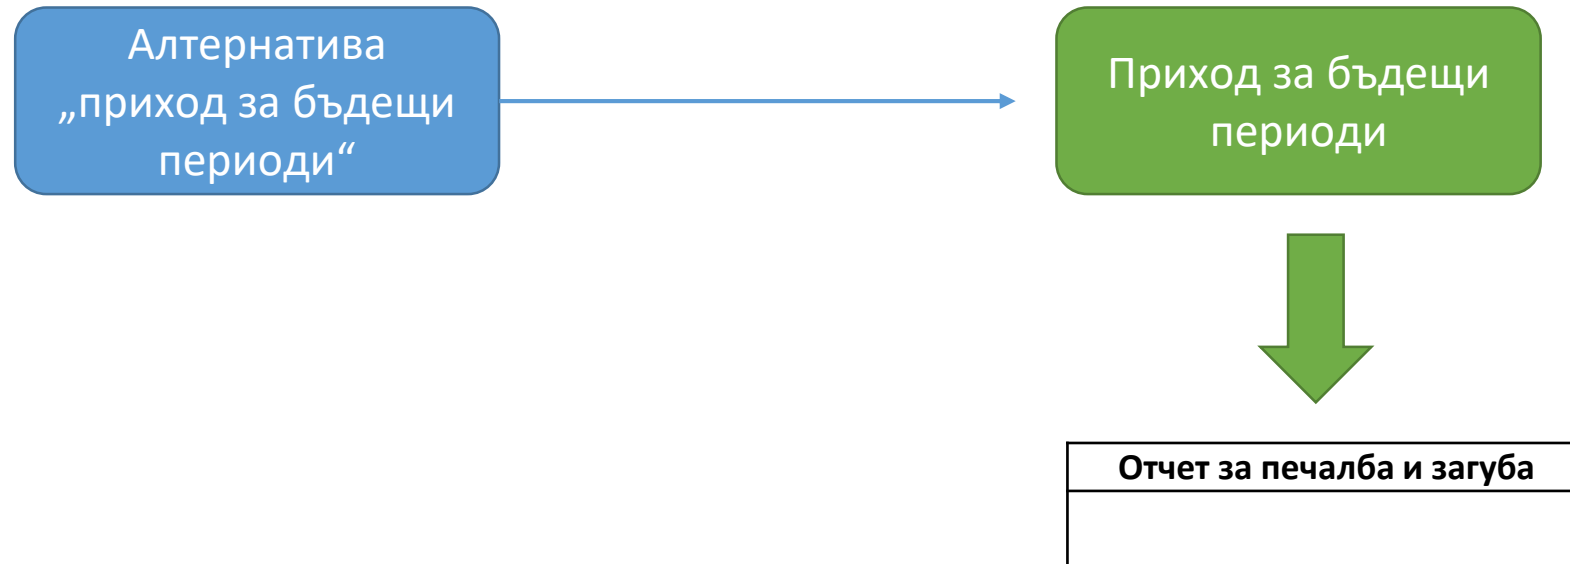 Алтернатива
„приход за бъдещи
периоди“
Приход за бъдещи
периоди
Отчет за печалба и загуба